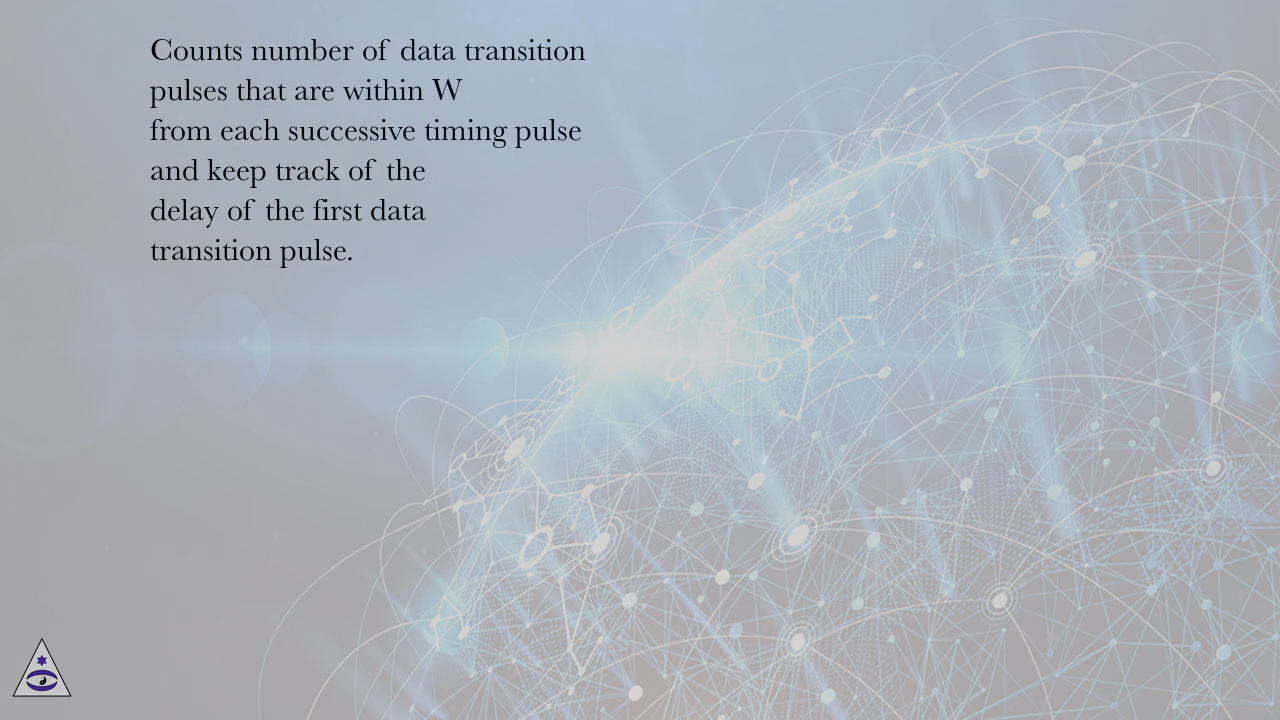 Counts number of data transition
pulses that are within W
from each successive timing pulse
and keep track of the
delay of the first data
transition pulse.